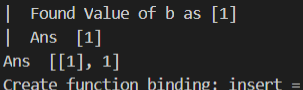 |  Found Value of b as [1]
|  Ans  [1]
Ans  [[1], 1]
Create function binding: insert =